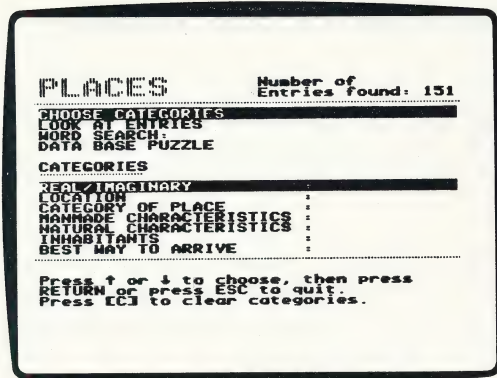 PLACES
Number of
Entries found: 151
CHOOSE CATEGORIES
LOOK AT ENTRIES
WORD SEARCH:
DATA BASE PUZZLE
CATEGORIES
REAL/IMAGINARY :
LOCATION :
CATEGORY OF PLACE :
MANMADE CHARACTERISTICS :
NATURAL CHARACTERISTICS :
INHABITANTS :
BEST WAY TO ARRIVE :
Press ↑ or ↓ to choose, then press
RETURN or press ESC to quit.
Press [C] to clear categories.